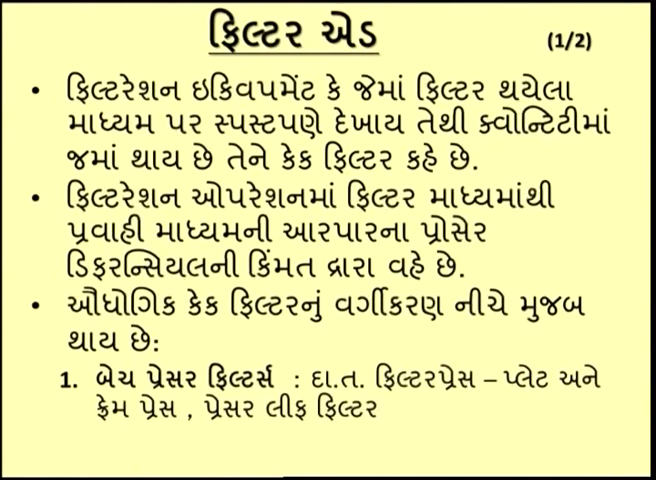 ફિલ્ટર એડ
(1/2)
• ફિલ્ટરેશન ઇકિવપમેંટ કે જેમાં ફિલ્ટર થયેલા
માધ્યમ પર સ્પસ્ટપણે દેખાય તેથી ક્વોન્ટિટીમાં
જમાં થાય છે તેને કેક ફિલ્ટર કહે છે.
• ફિલ્ટરેશન ઓપરેશનમાં ફિલ્ટર માધ્યમાંથી
પ્રવાહી માધ્યમની આરપારના પ્રોસેર
ડિફરન્સિયલની કિંમત દ્રારા વહે છે.
• ઔધોગિક કેક ફિલ્ટરનું વર્ગીકરણ નીચે મુજબ
થાય છે:
1. બેચ પ્રેસર ફિલ્ટર્સ : દા.ત. ફિલ્ટરપ્રેસ – પ્લેટ અને
ફ્રેમ પ્રેસ , પ્રેસર લીફ ફિલ્ટર